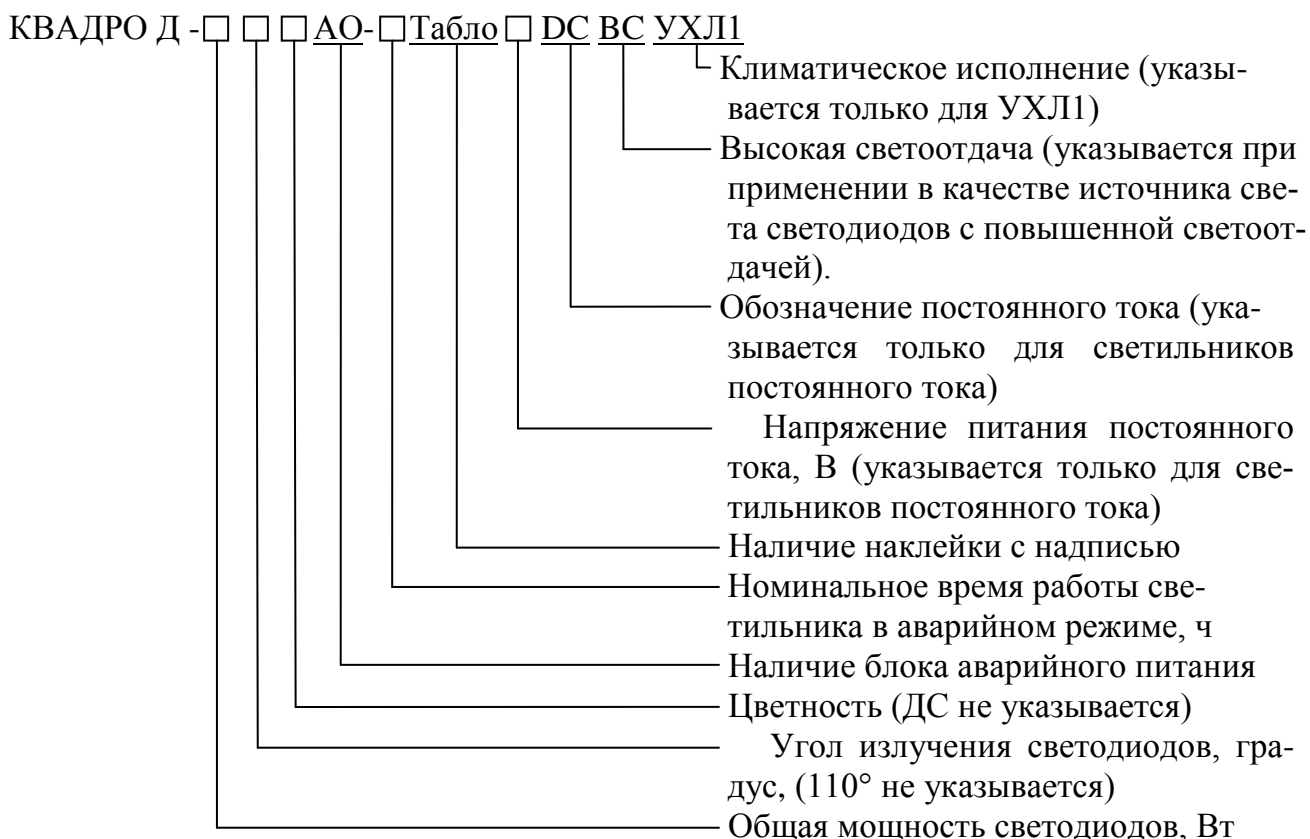 КВАДРО Д -□ □ □ АО-□Табло□ DC ВС УХЛ1
Климатическое исполнение (указы-
вается только для УХЛ1)
Высокая светоотдача (указывается при
применении в качестве источника све-
та светодиодов с повышенной светоот-
дачей).
Обозначение постоянного тока (ука-
зывается только для светильников
постоянного тока)
Напряжение питания постоянного
тока, В (указывается только для све-
тильников постоянного тока)
Наличие наклейки с надписью
Номинальное время работы све-
тильника в аварийном режиме, ч
Наличие блока аварийного питания
Цветность (ДС не указывается)
Угол излучения светодиодов, гра-
дус, (110° не указывается)
Общая мощность светодиодов, Вт